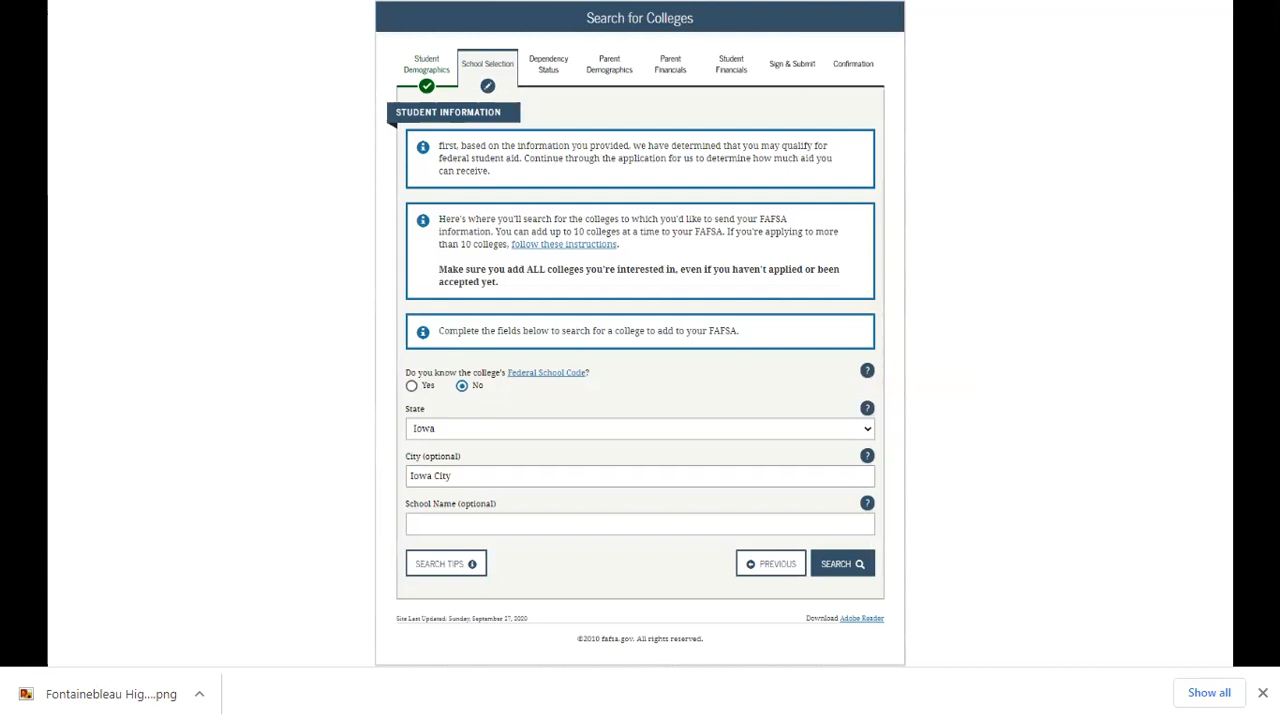 Search for Colleges
Student Demographics
School Selection
Dependency Status
Parent Demographics
Parent Financials
Student Financials
Sign & Submit
Confirmation
STUDENT INFORMATION
first, based on the information you provided, we have determined that you may qualify for
federal student aid. Continue through the application for us to determine how much aid you
can receive.
Here's where you'll search for the colleges to which you'd like to send your FAFSA
information. You can add up to 10 colleges at a time to your FAFSA. If you're applying to more
than 10 colleges, follow these instructions.
Make sure you add ALL colleges you're interested in, even if you haven't applied or been
accepted yet.
Complete the fields below to search for a college to add to your FAFSA.
Do you know the college's Federal School Code?
Yes No
State
Iowa
City (optional)
Iowa City
School Name (optional)
SEARCH TIPS
PREVIOUS
SEARCH
Site Last Updated: Sunday, September 27, 2020
Download Adobe Reader
©2010 fafsa.gov. All rights reserved.
Fontainebleau Hig....png
Show all